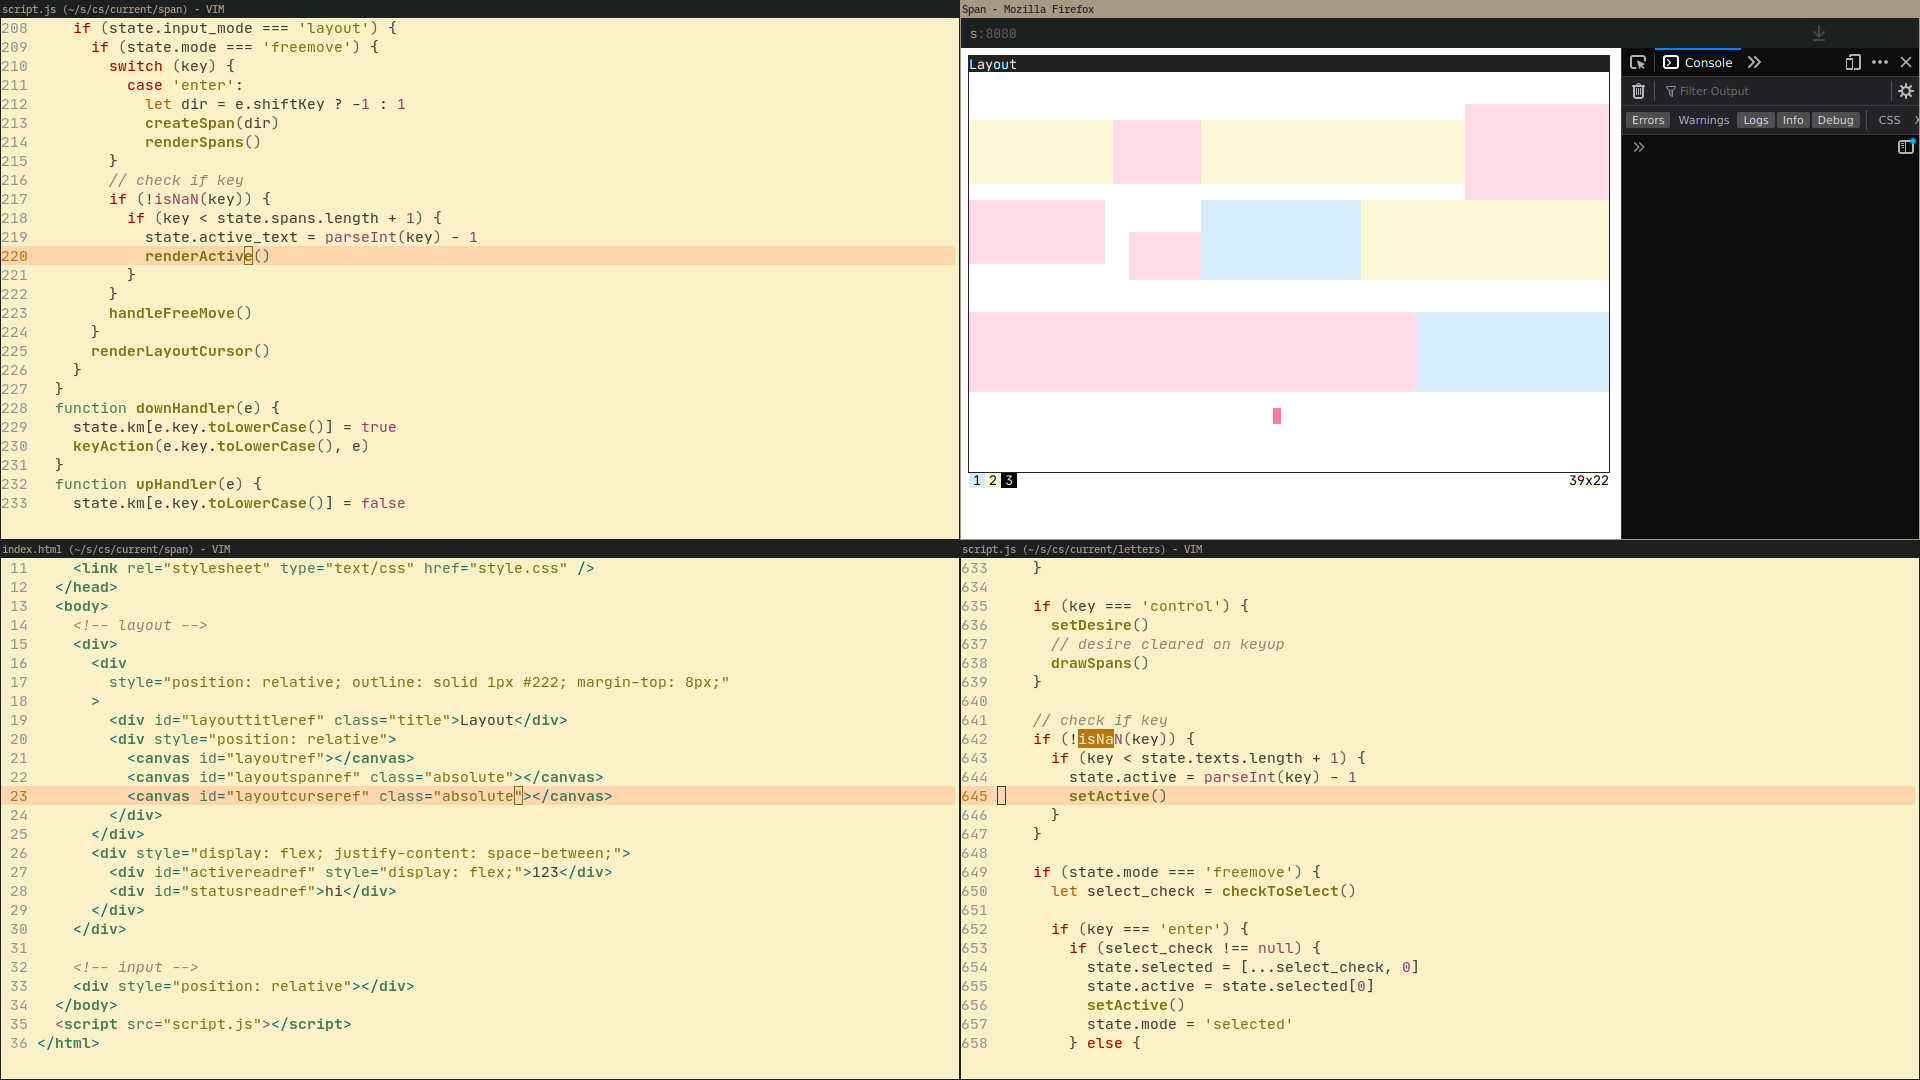 script.js (~/s/cs/current/span) - VIM
208     if (state.input_mode === 'layout') {
209       if (state.mode === 'freemove') {
210         switch (key) {
211           case 'enter':
212             let dir = e.shiftKey ? -1 : 1
213             createSpan(dir)
214             renderSpans()
215         }
216         // check if key
217         if (!isNaN(key)) {
218           if (key < state.spans.length + 1) {
219             state.active_text = parseInt(key) - 1
220             renderActive()
221           }
222         }
223         handleFreeMove()
224       }
225       renderLayoutCursor()
226     }
227   }
228   function downHandler(e) {
229     state.km[e.key.toLowerCase()] = true
230     keyAction(e.key.toLowerCase(), e)
231   }
232   function upHandler(e) {
233     state.km[e.key.toLowerCase()] = false
Span - Mozilla Firefox
s:8080
Layout
1 2 3
39x22
Console
Filter Output
Errors Warnings Logs Info Debug CSS
index.html (~/s/cs/current/span) - VIM
11     <link rel="stylesheet" type="text/css" href="style.css" />
12   </head>
13   <body>
14     <!-- layout -->
15     <div>
16       <div
17         style="position: relative; outline: solid 1px #222; margin-top: 8px;"
18       >
19         <div id="layouttitleref" class="title">Layout</div>
20         <div style="position: relative">
21           <canvas id="layoutref"></canvas>
22           <canvas id="layoutspanref" class="absolute"></canvas>
23           <canvas id="layoutcurseref" class="absolute"></canvas>
24         </div>
25       </div>
26       <div style="display: flex; justify-content: space-between;">
27         <div id="activereadref" style="display: flex;">123</div>
28         <div id="statusreadref">hi</div>
29       </div>
30     </div>
31
32     <!-- input -->
33     <div style="position: relative"></div>
34   </body>
35   <script src="script.js"></script>
36 </html>
script.js (~/s/cs/current/letters) - VIM
633     }
634
635     if (key === 'control') {
636       setDesire()
637       // desire cleared on keyup
638       drawSpans()
639     }
640
641     // check if key
642     if (!isNaN(key)) {
643       if (key < state.texts.length + 1) {
644         state.active = parseInt(key) - 1
645         setActive()
646       }
647     }
648
649     if (state.mode === 'freemove') {
650       let select_check = checkToSelect()
651
652       if (key === 'enter') {
653         if (select_check !== null) {
654           state.selected = [...select_check, 0]
655           state.active = state.selected[0]
656           setActive()
657           state.mode = 'selected'
658         } else {